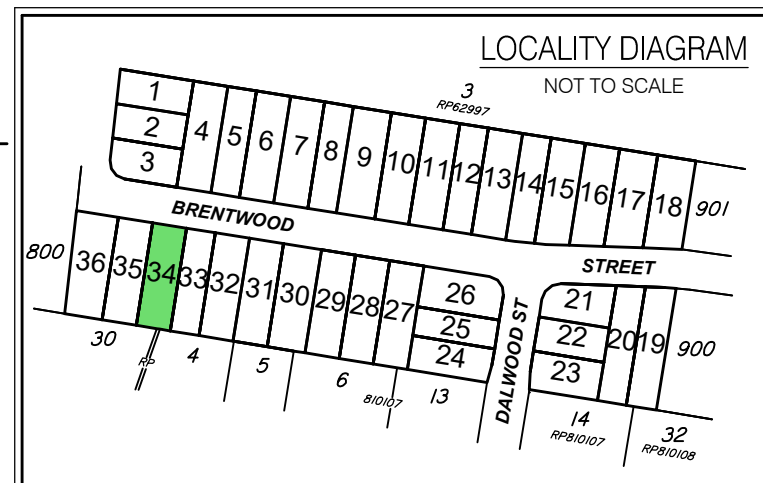 LOCALITY DIAGRAM
NOT TO SCALE
3
RP62997
1
2
3
4 5 6 7 8 9 10 11 12 13 14 15 16 17 18 901
BRENTWOOD
STREET
800 36 35 34 33 32 31 30 29 28 27
26
25
24
DALWOOD ST
21
22
23
20 19 900
30 RP 4 5 6 810107 13
14
RP810107
32
RP810108